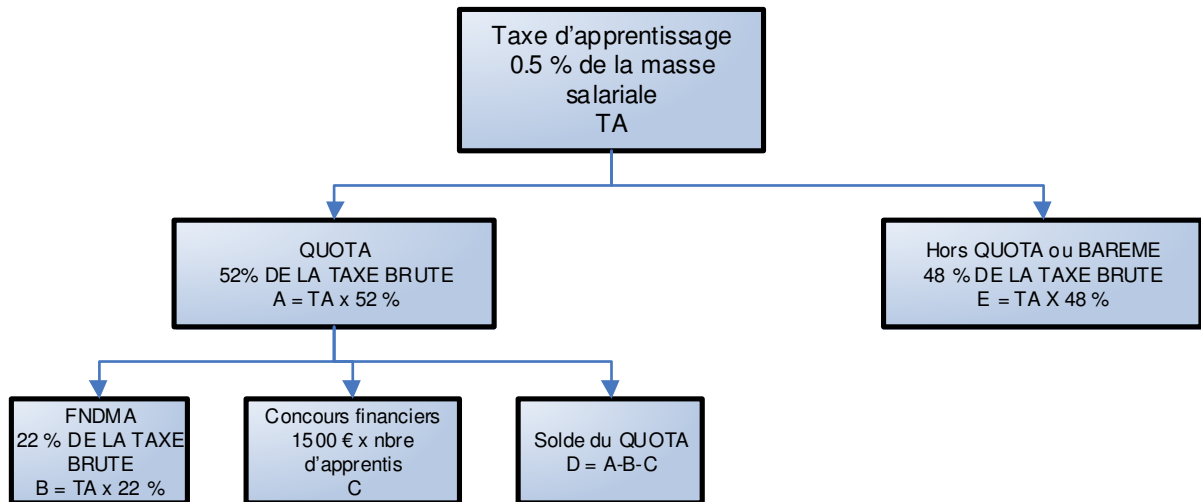 Taxe d'apprentissage
0.5 % de la masse
salariale
TA
QUOTA
52% DE LA TAXE BRUTE
A = TA x 52 %
Hors QUOTA ou BAREME
48 % DE LA TAXE BRUTE
E = TA X 48 %
FNDMA
22 % DE LA TAXE
BRUTE
B = TA x 22 %
Concours financiers
1500 € x nbre
d'apprentis
C
Solde du QUOTA
D = A-B-C